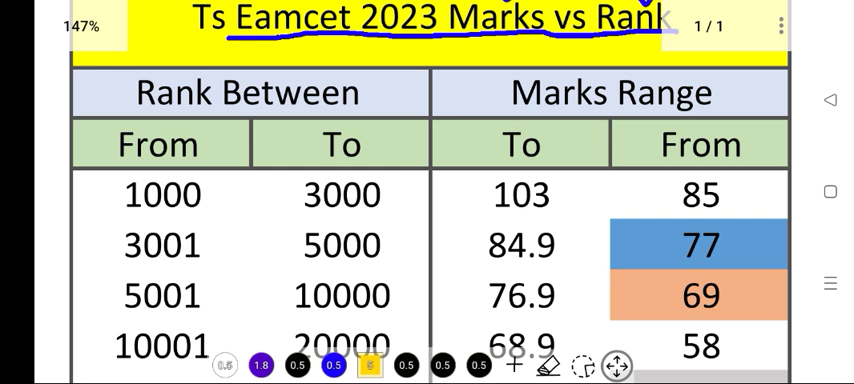 Ts Eamcet 2023 Marks vs Rank
147%
1 / 1
Rank Between Marks Range
From To To From
1000 3000 103 85
3001 5000 84.9 77
5001 10000 76.9 69
10001 20000 68.9 58
0.5 1.8 0.5 0.5 5 0.5 0.5 0.5